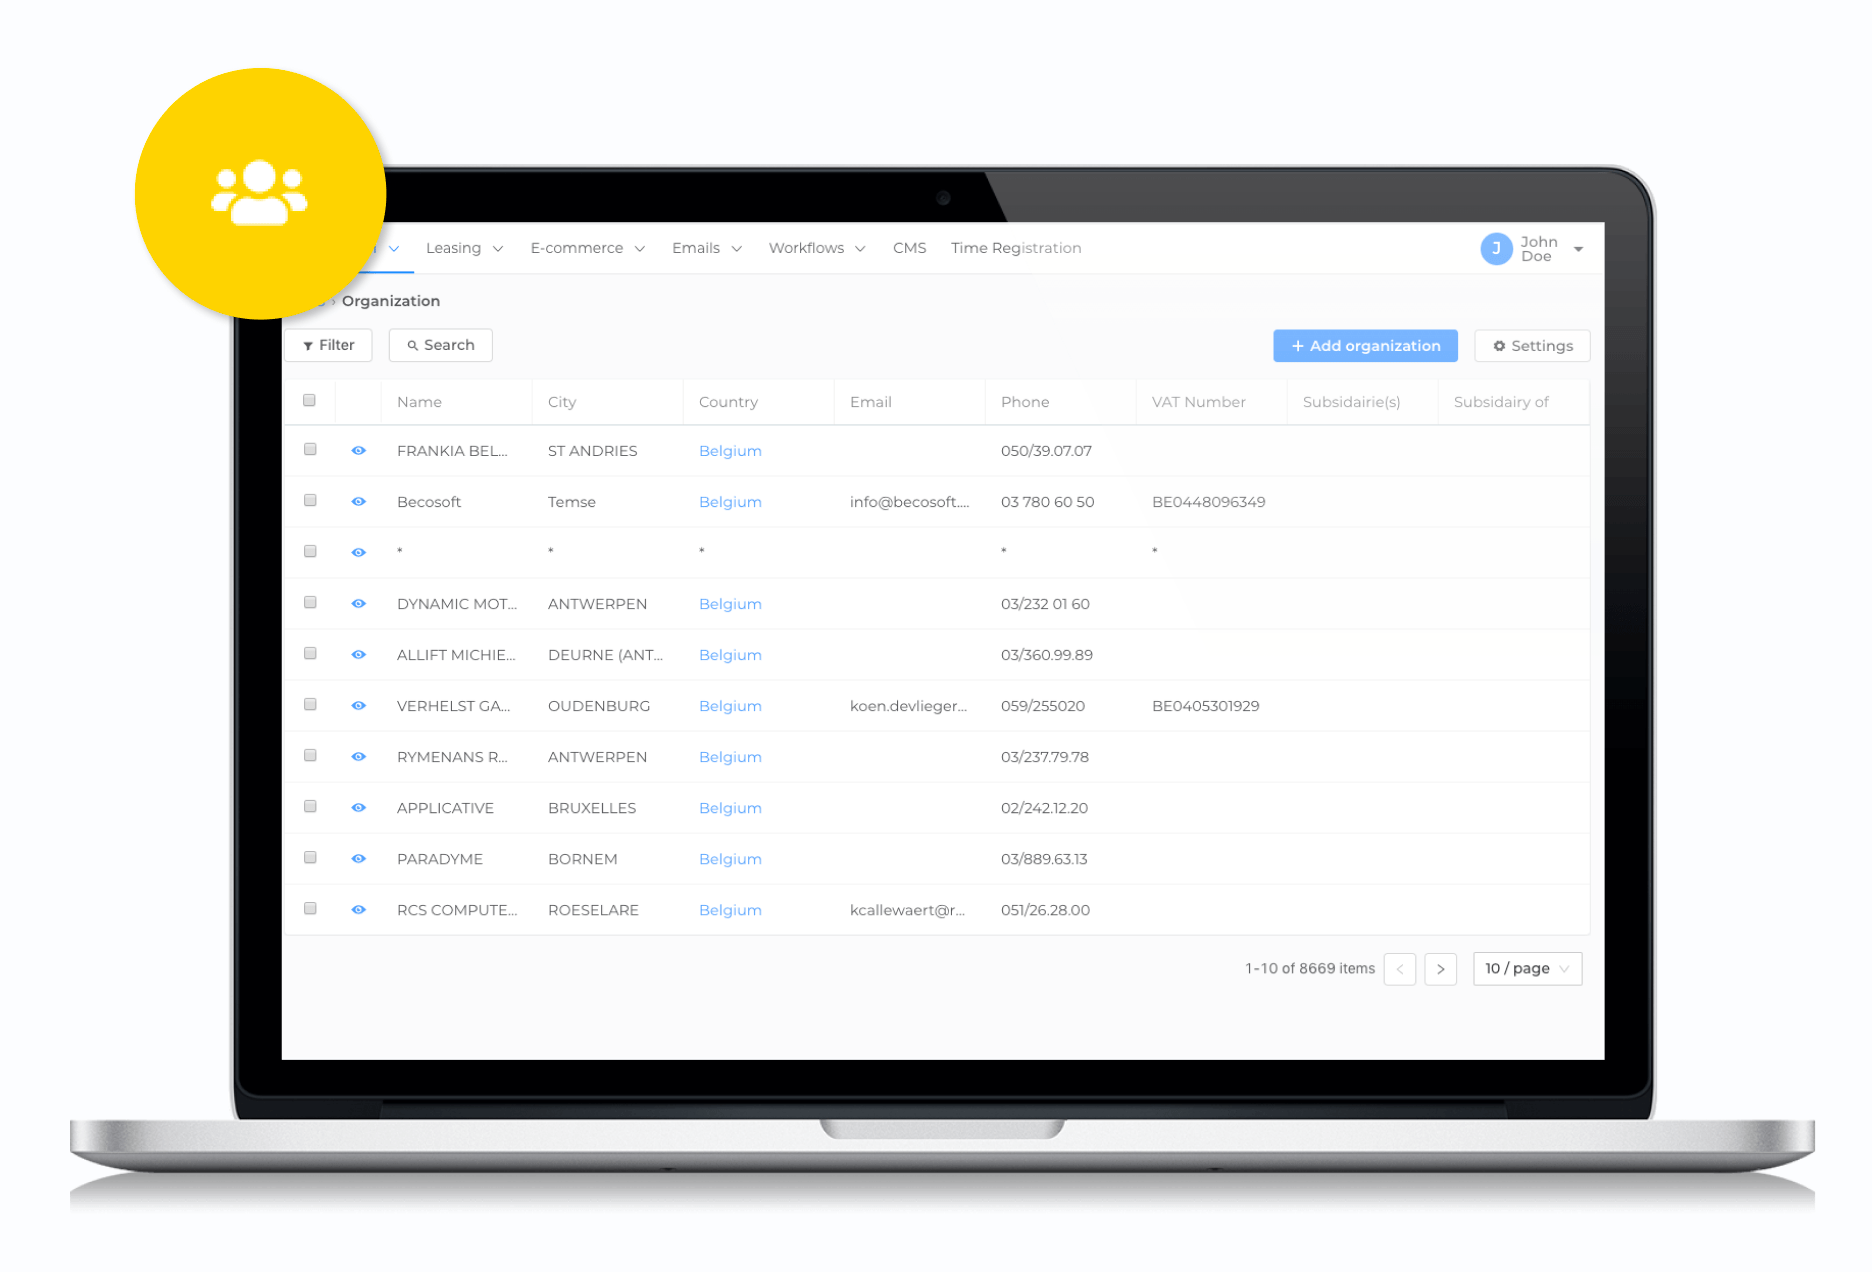 Leasing E-commerce Emails Workflows CMS Time Registration J John
Doe
› Organization
Filter Search + Add organization Settings
Name City Country Email Phone VAT Number Subsidairie(s) Subsidairy of
FRANKIA BEL... ST ANDRIES Belgium 050/39.07.07
Becosoft Temse Belgium info@becosoft.... 03 780 60 50 BE0448096349
* * * * *
DYNAMIC MOT... ANTWERPEN Belgium 03/232 01 60
ALLIFT MICHIE... DEURNE (ANT... Belgium 03/360.99.89
VERHELST GA... OUDENBURG Belgium koen.devlieger... 059/255020 BE0405301929
RYMENANS R... ANTWERPEN Belgium 03/237.79.78
APPLICATIVE BRUXELLES Belgium 02/242.12.20
PARADYME BORNEM Belgium 03/889.63.13
RCS COMPUTE... ROESELARE Belgium kcallewaert@r... 051/26.28.00
1-10 of 8669 items < > 10 / page